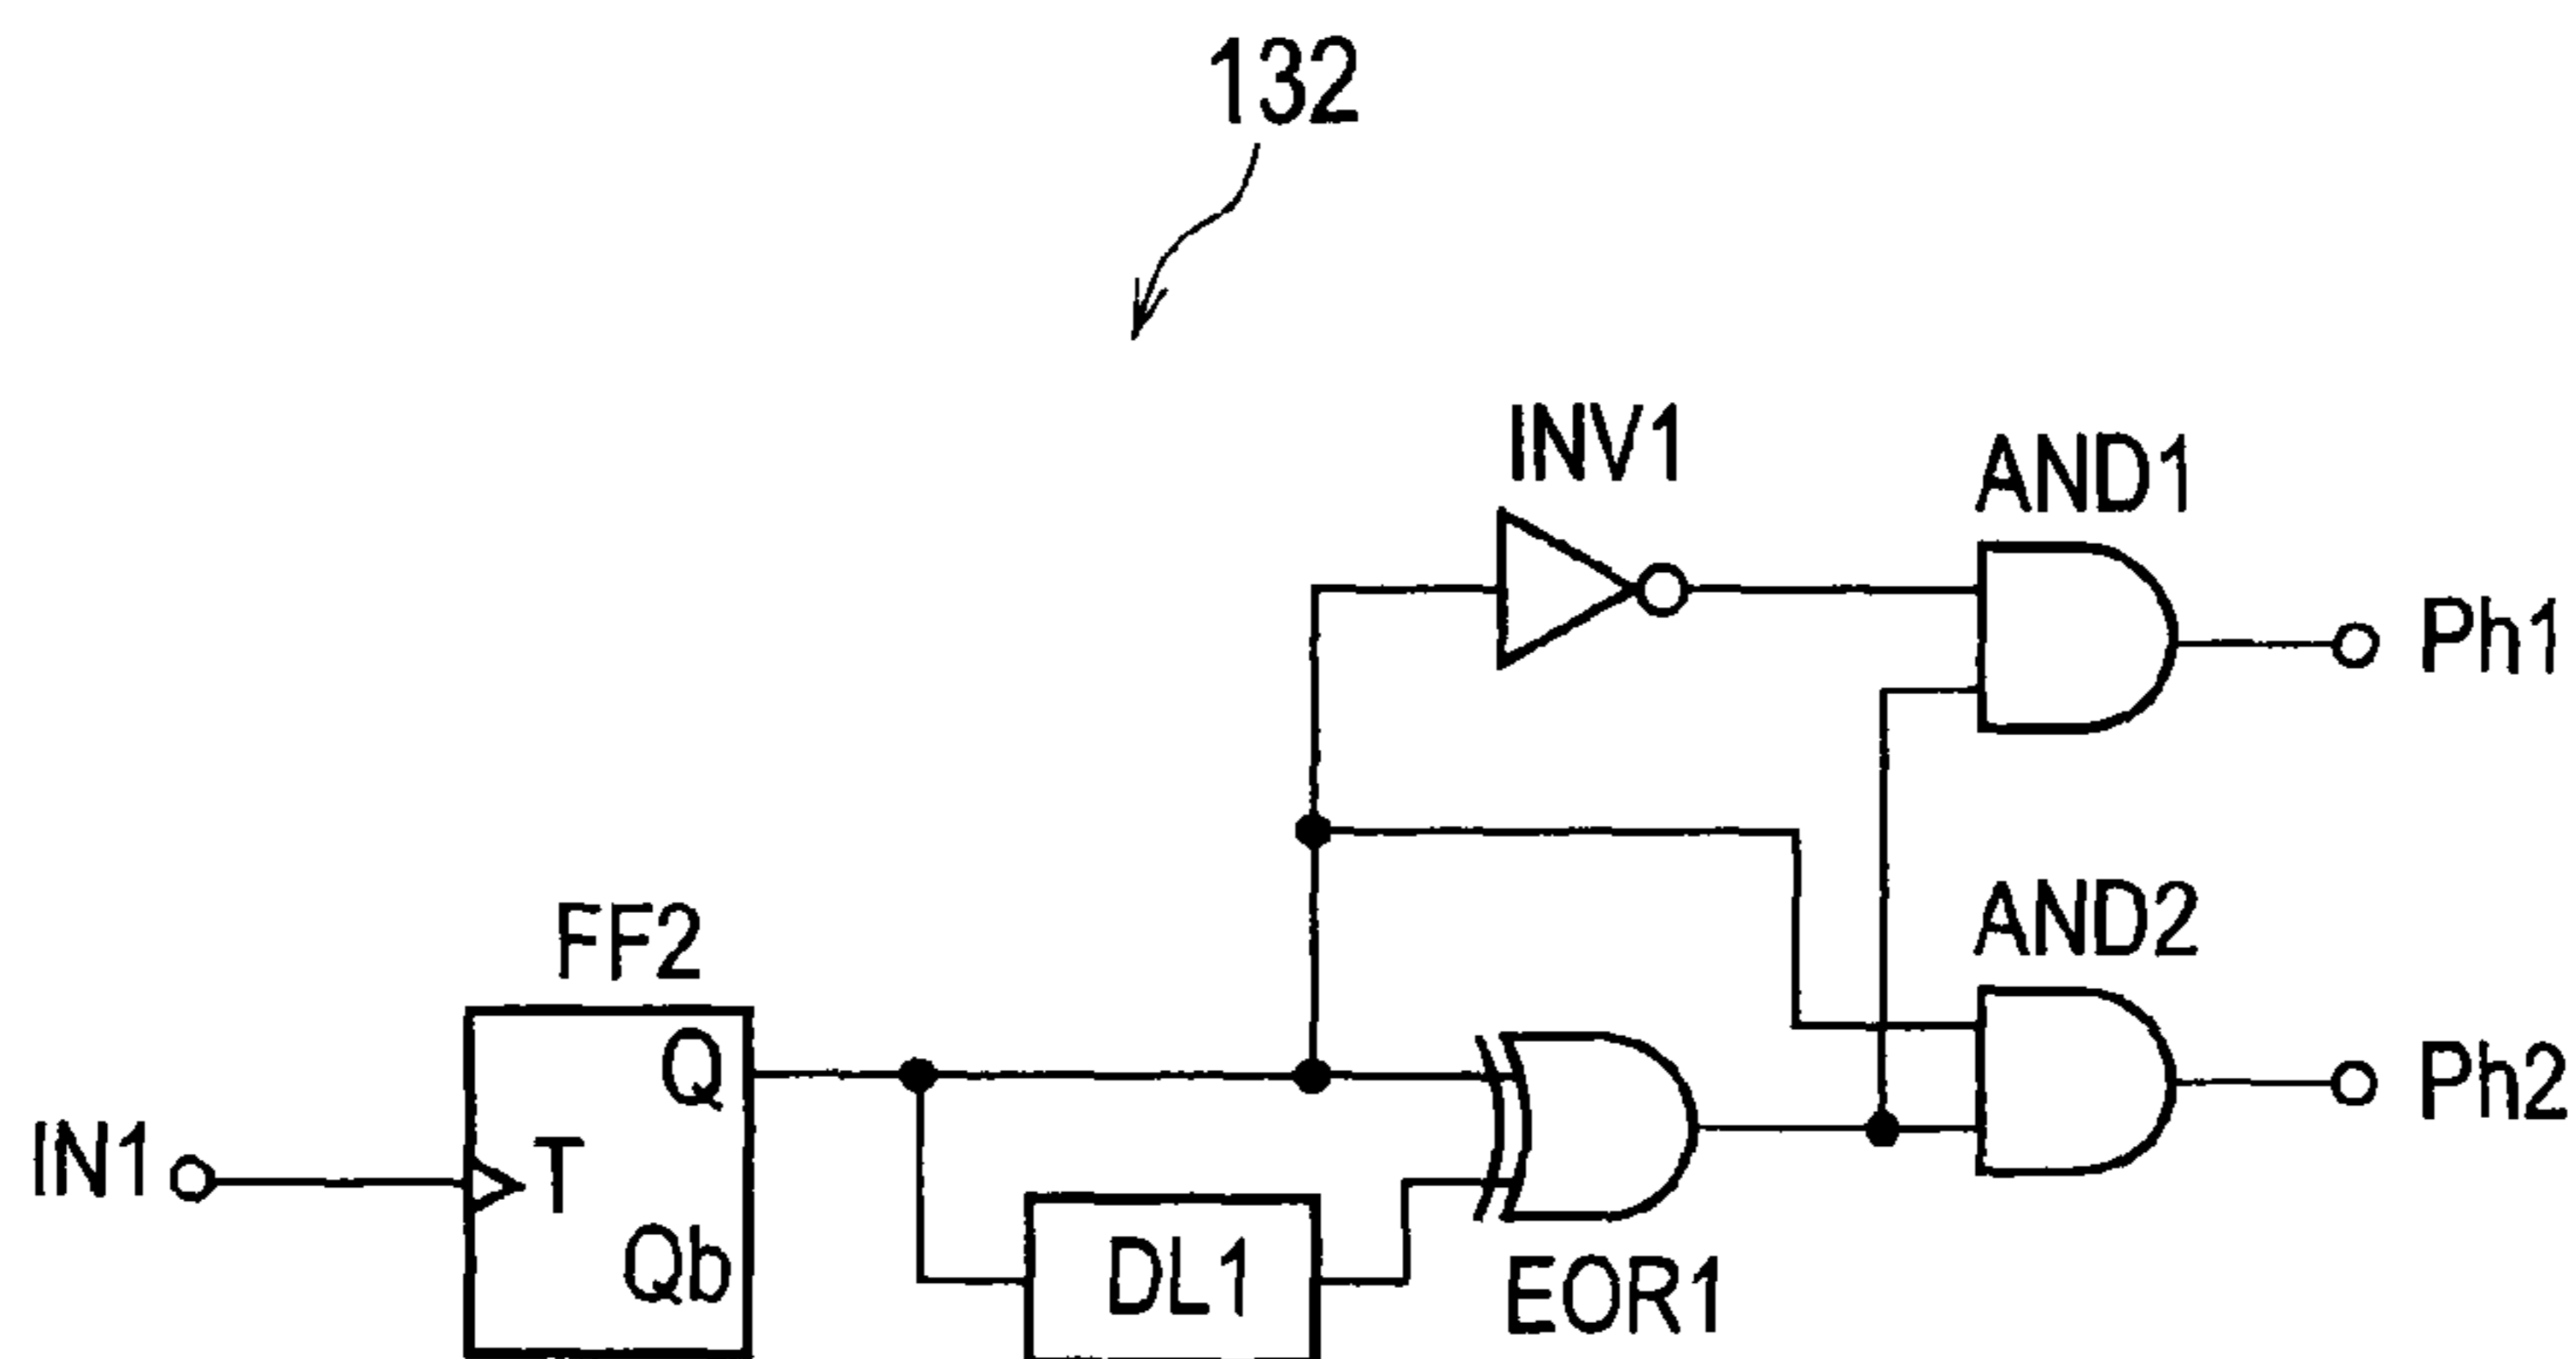 132
INV1
AND1
Ph1
FF2
AND2
Q
IN1
T
Ph2
Qb
DL1
EOR1